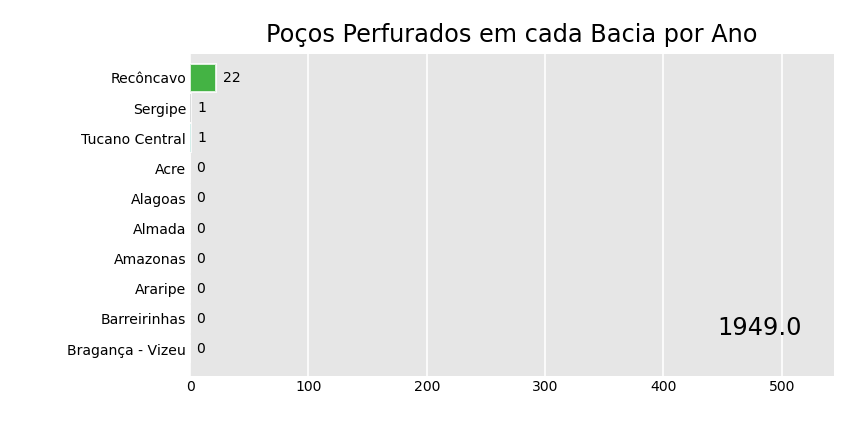 Poços Perfurados em cada Bacia por Ano
Recôncavo 22
Sergipe 1
Tucano Central 1
Acre 0
Alagoas 0
Almada 0
Amazonas 0
Araripe 0
Barreirinhas 0
1949.0
Bragança - Vizeu 0
0 100 200 300 400 500